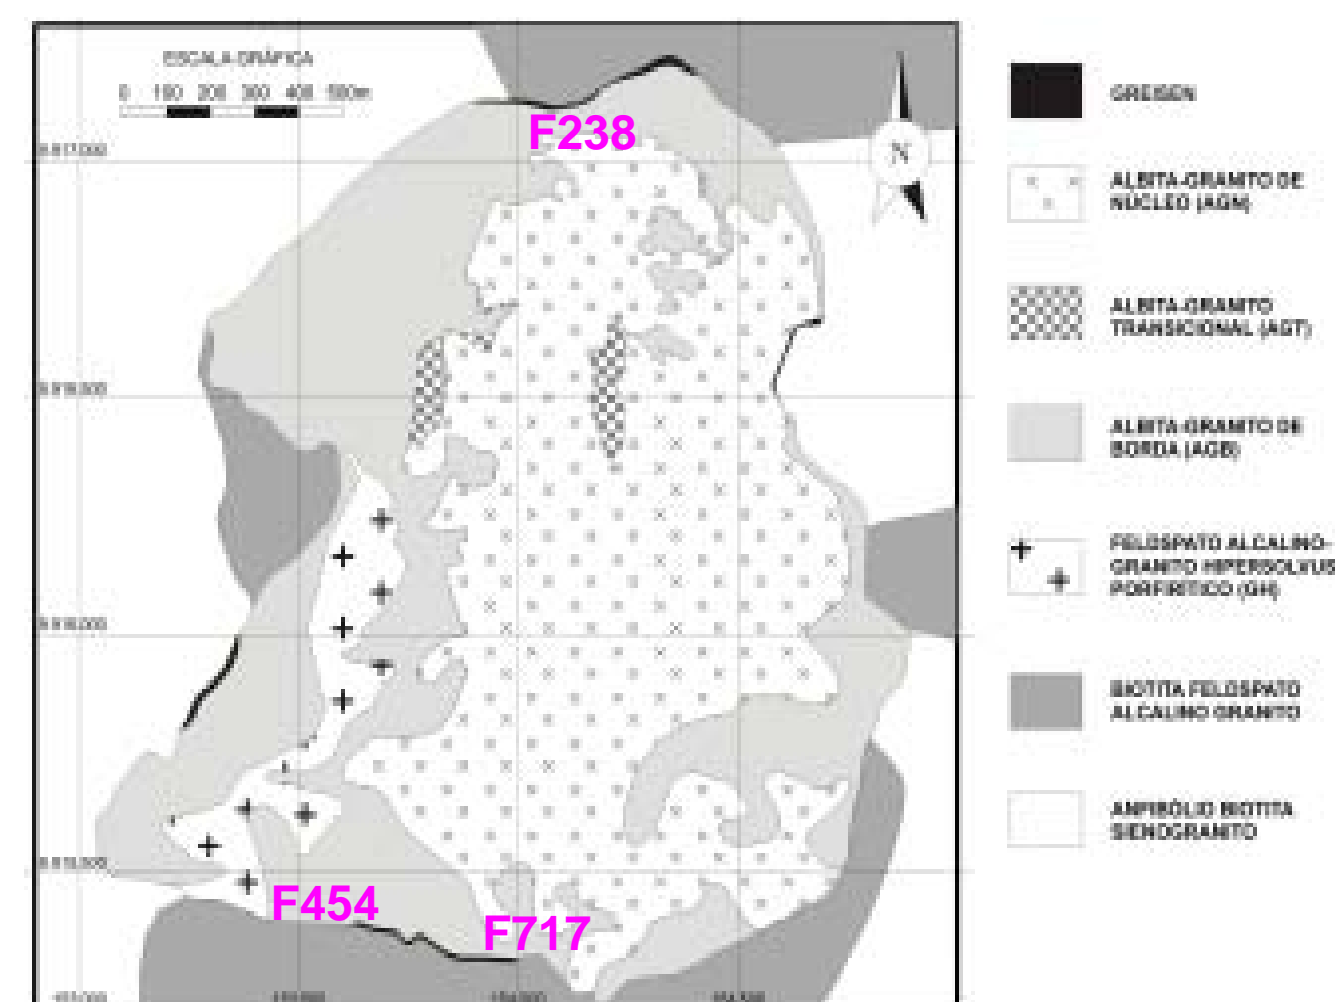 ESCALA GRÁFICA
0 100 200 300 400 500m
F238
N
F454
F717
GREISEN
ALBITA-GRANITO DE
NÚCLEO (AGN)
ALBITA-GRANITO
TRANSICIONAL (AGT)
ALBITA-GRANITO DE
BORDA (AGB)
FELDSPATO ALCALINO-
GRANITO HIPERSOLVUS
PORFIRÍTICO (GH)
BIOTITA FELDSPATO
ALCALINO GRANITO
ANFIBÓLIO BIOTITA
SIENOGRANITO